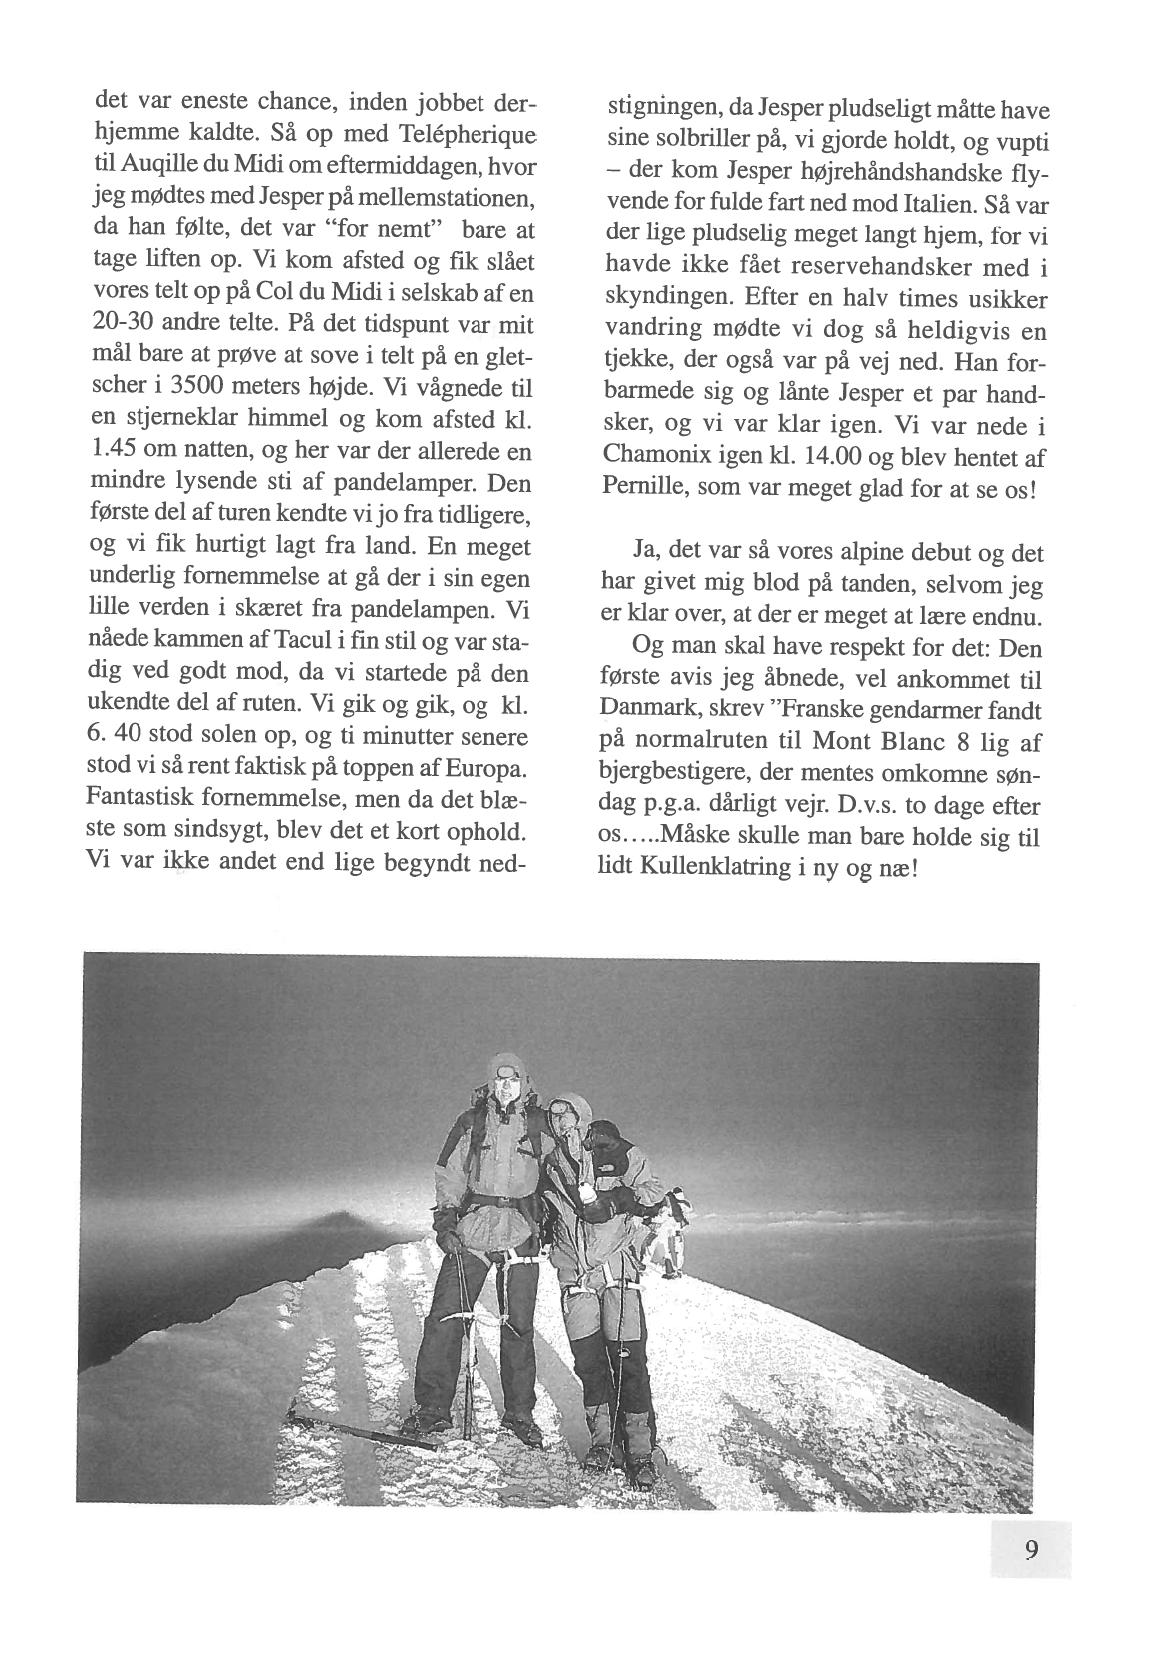 det var eneste chance, inden jobbet der-
hjemme kaldte. Så op med Telépherique
til Auqille du Midi om eftermiddagen, hvor
jeg mødtes med Jesper på mellemstationen,
da han følte, det var “for nemt”  bare at
tage liften op. Vi kom afsted og fik slået
vores telt op på Col du Midi i selskab af en
20-30 andre telte. På det tidspunt var mit
mål bare at prøve at sove i telt på en glet-
scher i 3500 meters højde. Vi vågnede til
en stjerneklar himmel og kom afsted kl.
1.45 om natten, og her var der allerede en
mindre lysende sti af pandelamper. Den
første del af turen kendte vi jo fra tidligere,
og vi fik hurtigt lagt fra land. En meget
underlig fornemmelse at gå der i sin egen
lille verden i skæret fra pandelampen. Vi
nåede kammen af Tacul i fin stil og var sta-
dig ved godt mod, da vi startede på den
ukendte del af ruten. Vi gik og gik, og  kl.
6. 40 stod solen op, og ti minutter senere
stod vi så rent faktisk på toppen af Europa.
Fantastisk fornemmelse, men da det blæ-
ste som sindsygt, blev det et kort ophold.
Vi var ikke andet end lige begyndt ned-
stigningen, da Jesper pludseligt måtte have
sine solbriller på, vi gjorde holdt, og vupti
– der kom Jesper højrehåndshandske fly-
vende for fulde fart ned mod Italien. Så var
der lige pludselig meget langt hjem, for vi
havde ikke fået reservehandsker med i
skyndingen. Efter en halv times usikker
vandring mødte vi dog så heldigvis en
tjekke, der også var på vej ned. Han for-
barmede sig og lånte Jesper et par hand-
sker, og vi var klar igen. Vi var nede i
Chamonix igen kl. 14.00 og blev hentet af
Pernille, som var meget glad for at se os!
Ja, det var så vores alpine debut og det
har givet mig blod på tanden, selvom jeg
er klar over, at der er meget at lære endnu.
Og man skal have respekt for det: Den
første avis jeg åbnede, vel ankommet til
Danmark, skrev ”Franske gendarmer fandt
på normalruten til Mont Blanc 8 lig af
bjergbestigere, der mentes omkomne søn-
dag p.g.a. dårligt vejr. D.v.s. to dage efter
os.....Måske skulle man bare holde sig til
lidt Kullenklatring i ny og næ!
9